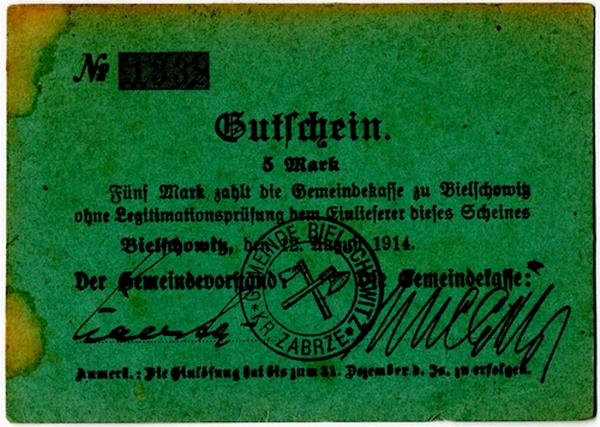 № 1332
Gutschein.
5 Mark
Fünf Mark zahlt die Gemeindekasse zu Bielschowitz
ohne Legitimationsprüfung dem Einlieferer dieses Scheines
Bielschowitz, den 12. August 1914.
Der Gemeindevorstand: Die Gemeindekasse:
GEMEINDE BIELSCHOWITZ
* KR. ZABRZE *
Anmerk.: Die Einlösung hat bis zum 31. Dezember d. Js. zu erfolgen.